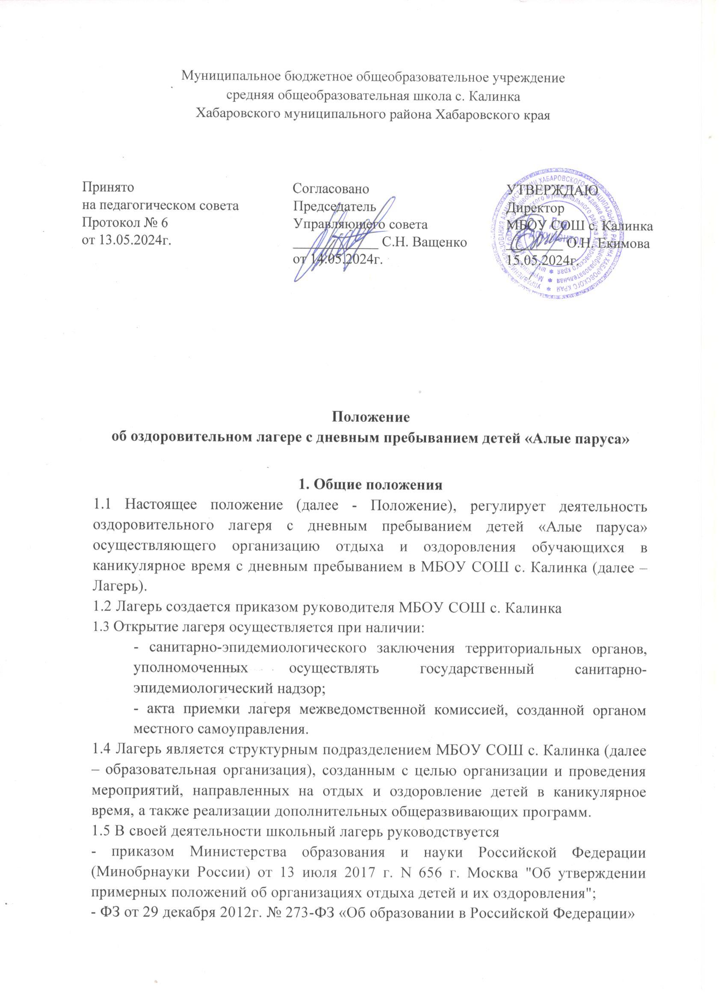 Муниципальное бюджетное общеобразовательное учреждение
средняя общеобразовательная школа с. Калинка
Хабаровского муниципального района Хабаровского края
Принято
на педагогическом совета
Протокол № 6
от 13.05.2024г.
Согласовано
Председатель
Управляющего совета
____________ С.Н. Ващенко
от 14.05.2024г.
УТВЕРЖДАЮ
Директор
МБОУ СОШ с. Калинка
________ О.Н. Екимова
15.05.2024г.
Для
документов
Положение
об оздоровительном лагере с дневным пребыванием детей «Алые паруса»
1. Общие положения
1.1 Настоящее положение (далее - Положение), регулирует деятельность
оздоровительного лагеря с дневным пребыванием детей «Алые паруса»
осуществляющего организацию отдыха и оздоровления обучающихся в
каникулярное время с дневным пребыванием в МБОУ СОШ с. Калинка (далее –
Лагерь).
1.2 Лагерь создается приказом руководителя МБОУ СОШ с. Калинка
1.3 Открытие лагеря осуществляется при наличии:
- санитарно-эпидемиологического заключения территориальных органов,
уполномоченных осуществлять государственный санитарно-
эпидемиологический надзор;
- акта приемки лагеря межведомственной комиссией, созданной органом
местного самоуправления.
1.4 Лагерь является структурным подразделением МБОУ СОШ с. Калинка (далее
– образовательная организация), созданным с целью организации и проведения
мероприятий, направленных на отдых и оздоровление детей в каникулярное
время, а также реализации дополнительных общеразвивающих программ.
1.5 В своей деятельности школьный лагерь руководствуется
- приказом Министерства образования и науки Российской Федерации
(Минобрнауки России) от 13 июля 2017 г. N 656 г. Москва "Об утверждении
примерных положений об организациях отдыха детей и их оздоровления";
- ФЗ от 29 декабря 2012г. № 273-ФЗ «Об образовании в Российской Федерации»